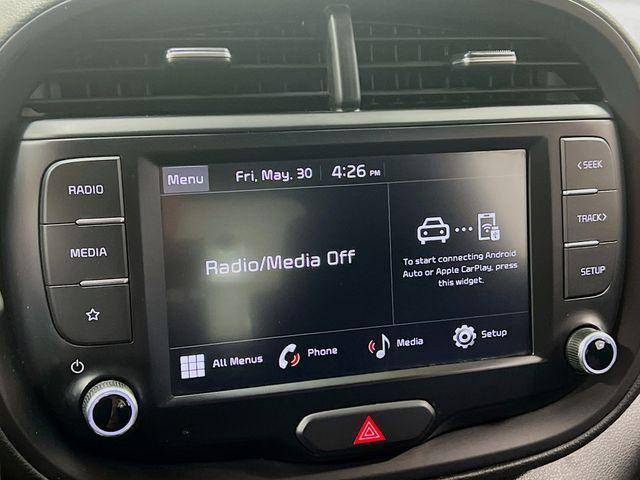 RADIO
MEDIA
Menu
Fri, May. 30
4:26 PM
Radio/Media Off
To start connecting Android
Auto or Apple CarPlay, press
this widget.
All Menus
Phone
Media
Setup
< SEEK
TRACK >
SETUP